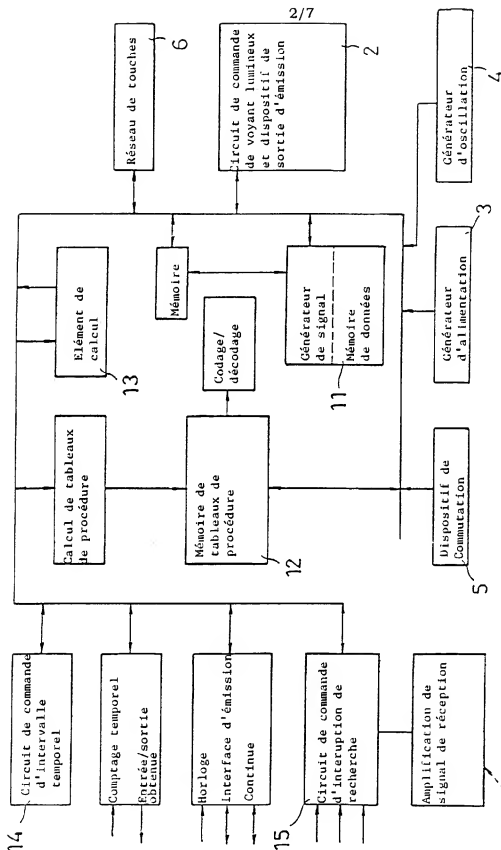 2/7
Circuit de commande
d'intervalle
temporel
14
Comptage temporel
Entrée/sortie
obtenue
Horloge
Interface d'émission
Continue
Circuit de commande
d'interuption de
recherche
15
Amplification de
signal de réception
Calcul de tableaux
de procédure
Mémoire de
tableaux de
procédure
12
Elément de
calcul
13
Codage/
décodage
Mémoire
Générateur
de signal
Mémoire
de données
11
Réseau de touches
6
Circuit de commande
de voyant lumineux
et dispositif de
sortie d'émission
2
Dispositif de
Commutation
5
Générateur
d'alimentation
3
Générateur
d'oscillation
4